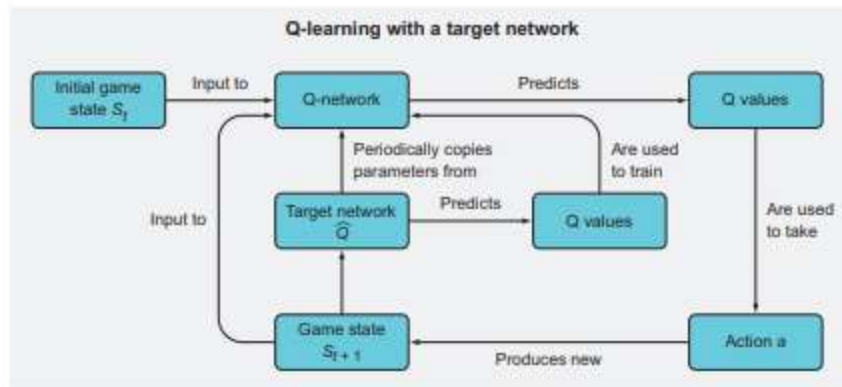 Q-learning with a target network
Initial game
state St
Input to
Q-network
Predicts
Q values
Periodically copies
parameters from
Are used
to train
Input to
Target network
Q̂
Predicts
Q values
Are used
to take
Game state
St + 1
Produces new
Action a